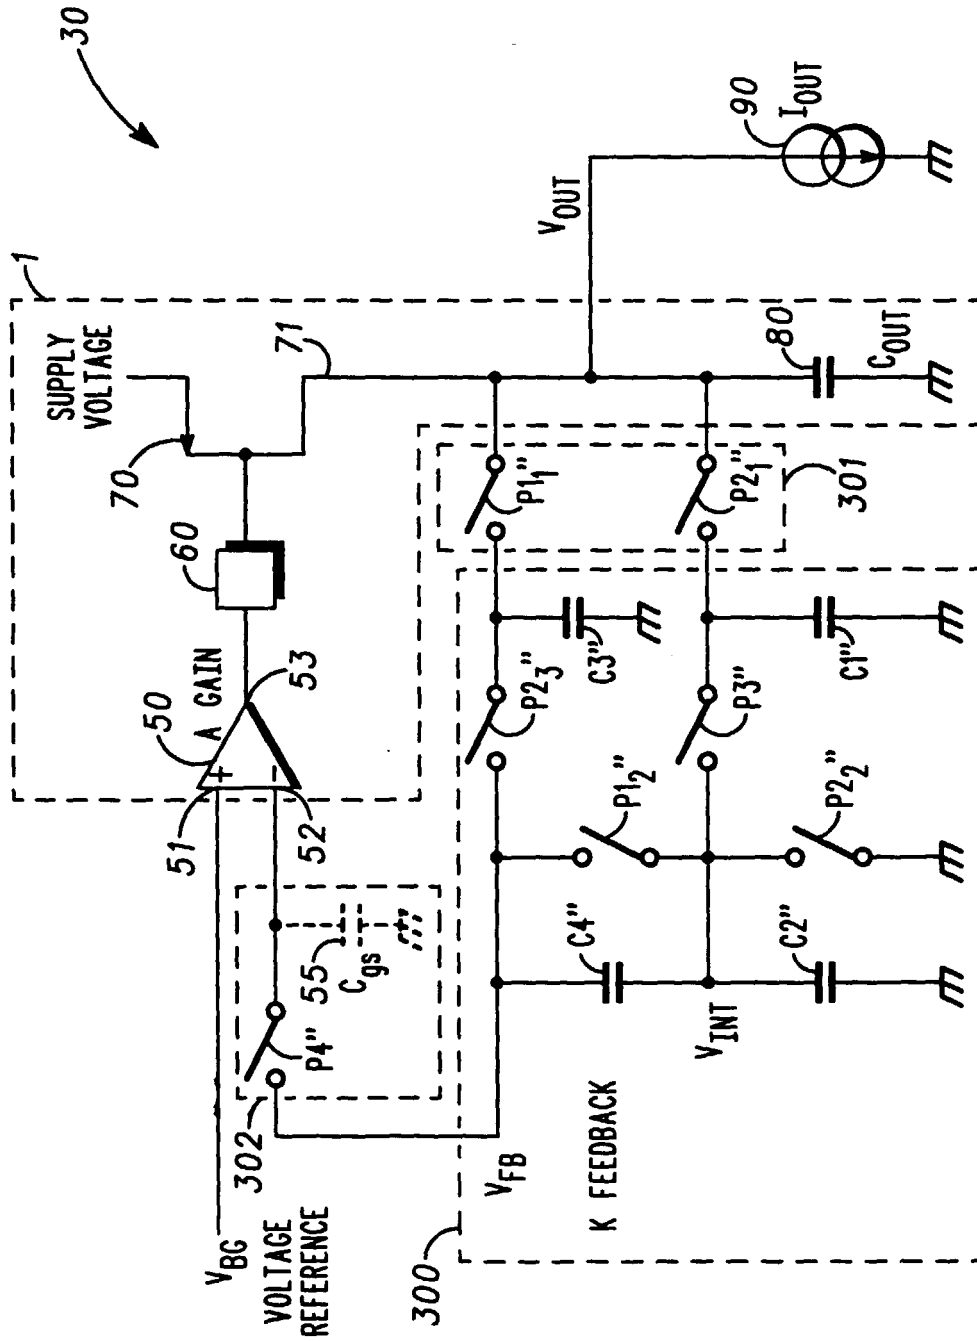 30
1
SUPPLY
VOLTAGE
70
71
60
A GAIN
50
53
51
+
−
52
V_BG
VOLTAGE
REFERENCE
302
P4"
55
C_gs
V_OUT
90
I_OUT
80
C_OUT
P1_1"
P2_1"
301
P2_3"
C3"
P3"
C1"
P1_2"
P2_2"
C4"
C2"
V_INT
V_FB
K FEEDBACK
300